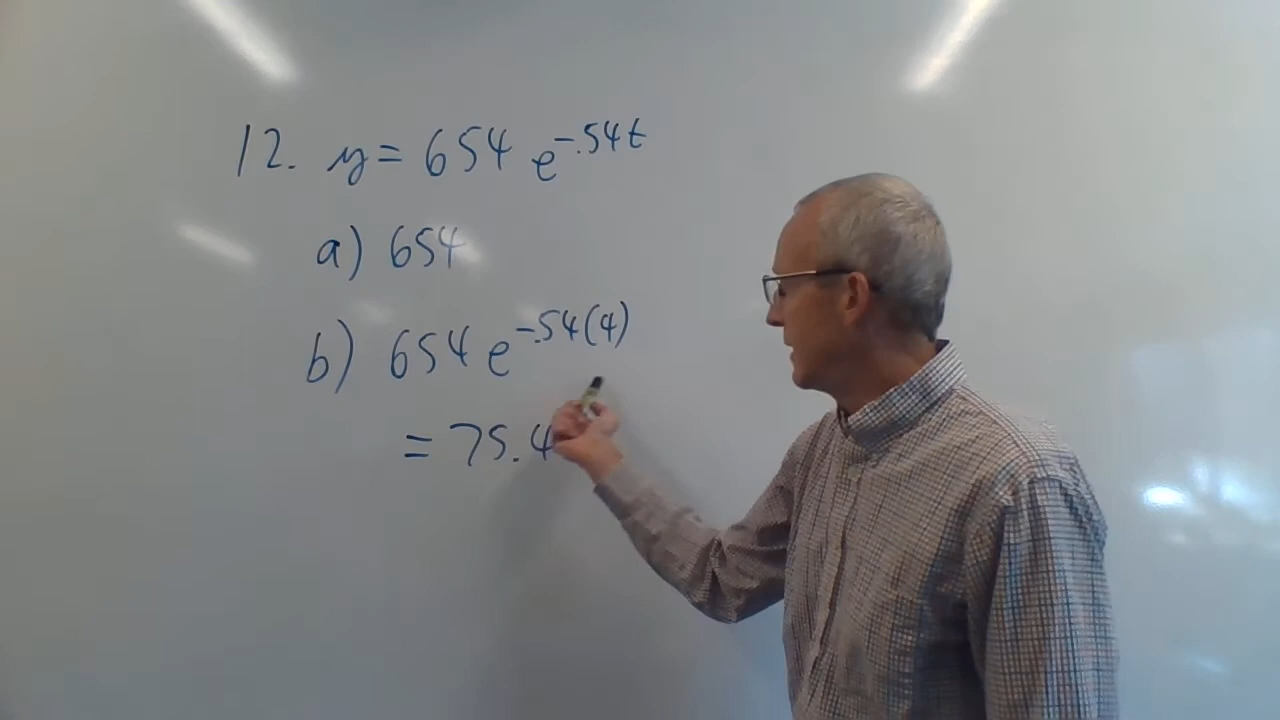 12. y = 654 e^-.54t
a) 654
b) 654 e^-.54(4)
= 75.4